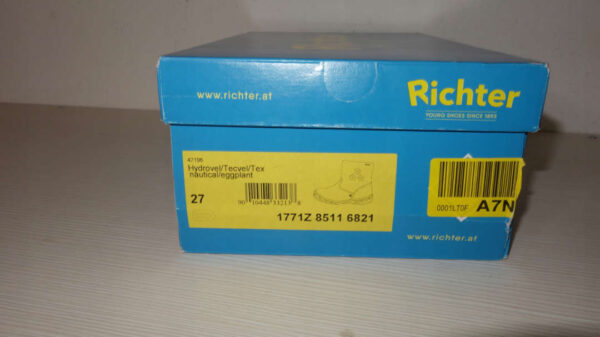 www.richter.at
Richter
YOUNG SHOES SINCE 1893
47196
Hydrovel/Tecvel/Tex
nautical/eggplant
27
1771Z 8511 6821
0001LT0F
A7N
www.richter.at